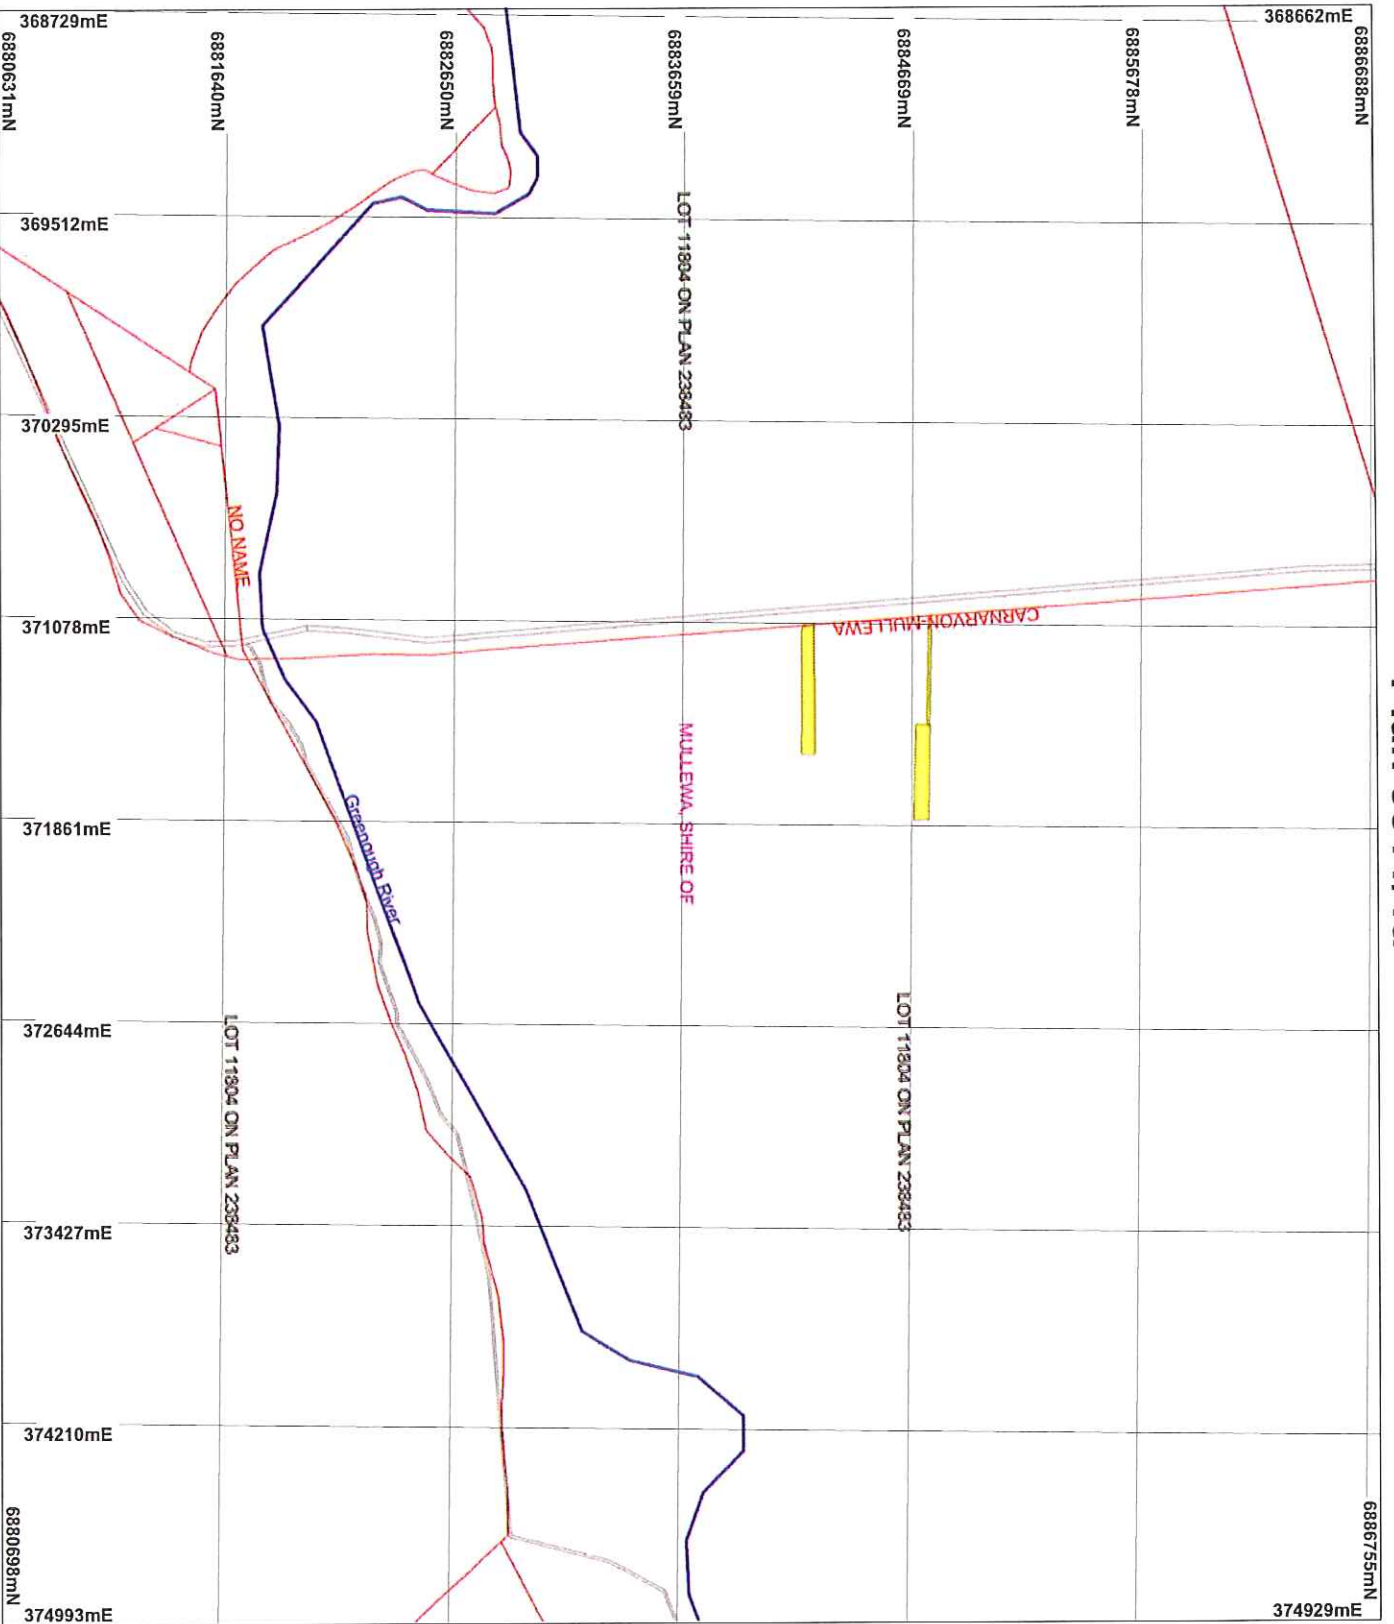 368729mE
368662mE
6880631mN
6881640mN
6882650mN
6883659mN
6884669mN
6885678mN
6886688mN
369512mE
LOT 11804 ON PLAN 238483
370295mE
NO NAME
371078mE
CARNARVON-MULLEWA
MULLEWA, SHIRE OF
371861mE
Greenough River
372644mE
LOT 11804 ON PLAN 238483
LOT 11804 ON PLAN 238483
373427mE
374210mE
6880698mN
6886755mN
374993mE
374929mE